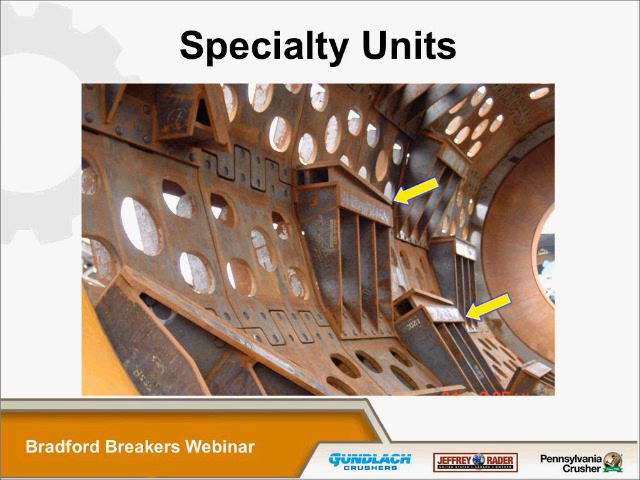 Specialty Units
Bradford Breakers Webinar
GUNDLACH
CRUSHERS
JEFFREY RADER
Pennsylvania
Crusher